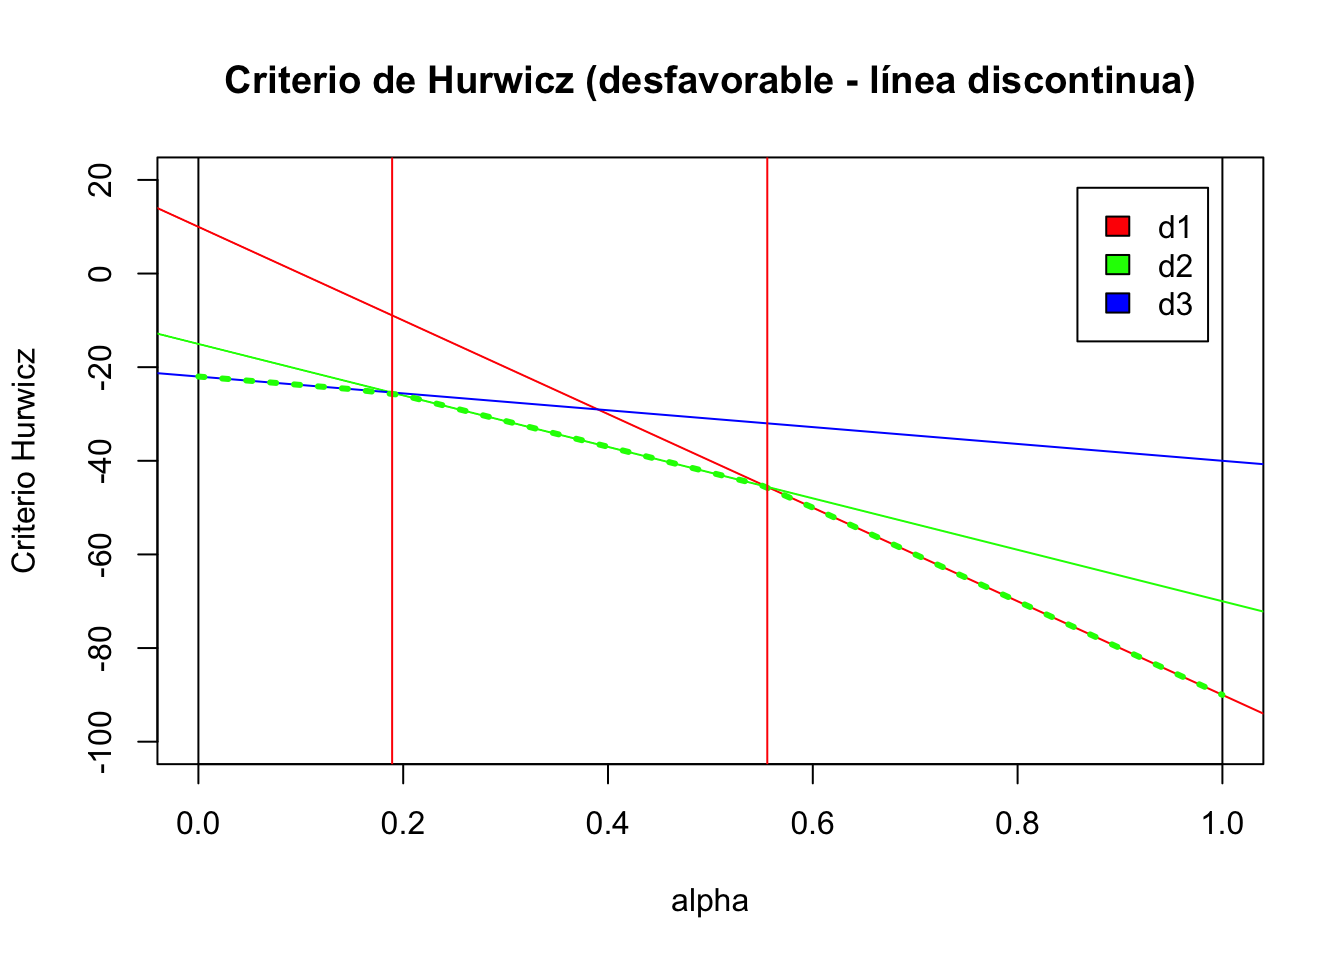 Criterio de Hurwicz (desfavorable - línea discontinua)
Criterio Hurwicz
20
0
-20
-40
-60
-80
-100
d1
d2
d3
0.0 0.2 0.4 0.6 0.8 1.0
alpha